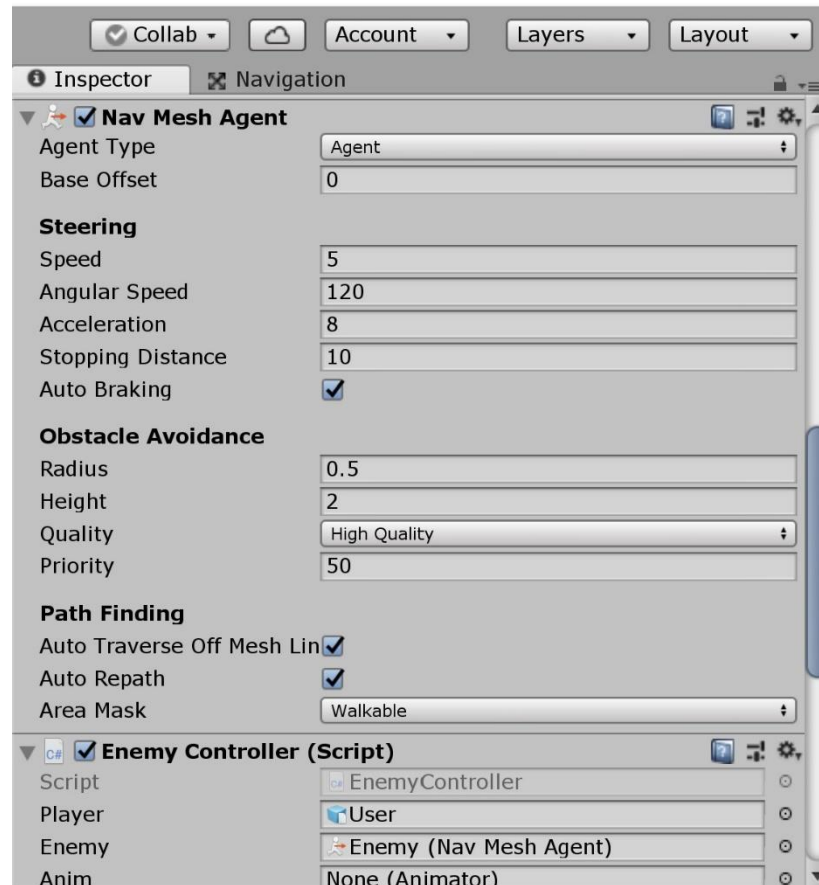 Collab Account Layers Layout
Inspector Navigation
Nav Mesh Agent
Agent Type Agent
Base Offset 0
Steering
Speed 5
Angular Speed 120
Acceleration 8
Stopping Distance 10
Auto Braking
Obstacle Avoidance
Radius 0.5
Height 2
Quality High Quality
Priority 50
Path Finding
Auto Traverse Off Mesh Lin
Auto Repath
Area Mask Walkable
C# Enemy Controller (Script)
Script EnemyController
Player User
Enemy Enemy (Nav Mesh Agent)
Anim None (Animator)